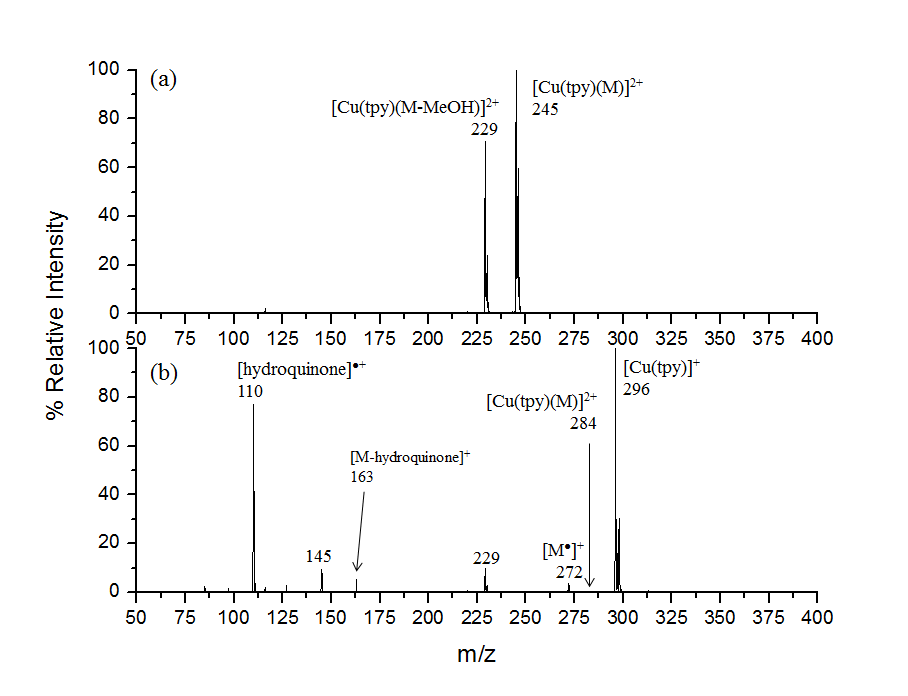 % Relative Intensity
100
80
60
40
20
0
(a)
[Cu(tpy)(M-MeOH)]²⁺
229
[Cu(tpy)(M)]²⁺
245
50 75 100 125 150 175 200 225 250 275 300 325 350 375 400
100
80
60
40
20
0
(b)
[hydroquinone]•⁺
110
[M-hydroquinone]⁺
163
145
229
[Cu(tpy)(M)]²⁺
284
[M•]⁺
272
[Cu(tpy)]⁺
296
50 75 100 125 150 175 200 225 250 275 300 325 350 375 400
m/z